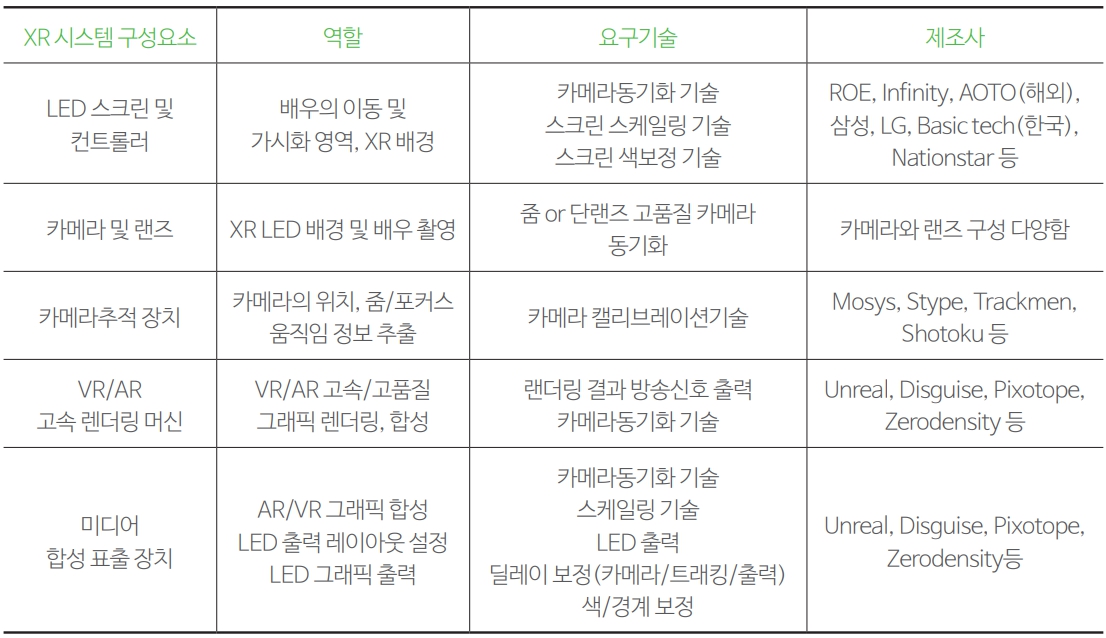 XR 시스템 구성요소 역할 요구기술 제조사
LED 스크린 및
컨트롤러
배우의 이동 및
가시화 영역, XR 배경
카메라동기화 기술
스크린 스케일링 기술
스크린 색보정 기술
ROE, Infinity, AOTO(해외),
삼성, LG, Basic tech(한국),
Nationstar 등
카메라 및 랜즈
XR LED 배경 및 배우 촬영
줌 or 단랜즈 고품질 카메라
동기화
카메라와 랜즈 구성 다양함
카메라추적 장치
카메라의 위치, 줌/포커스
움직임 정보 추출
카메라 캘리브레이션기술
Mosys, Stype, Trackmen,
Shotoku 등
VR/AR
고속 렌더링 머신
VR/AR 고속/고품질
그래픽 렌더링, 합성
랜더링 결과 방송신호 출력
카메라동기화 기술
Unreal, Disguise, Pixotope,
Zerodensity 등
미디어
합성 표출 장치
AR/VR 그래픽 합성
LED 출력 레이아웃 설정
LED 그래픽 출력
카메라동기화 기술
스케일링 기술
LED 출력
딜레이 보정(카메라/트래킹/출력)
색/경계 보정
Unreal, Disguise, Pixotope,
Zerodensity등